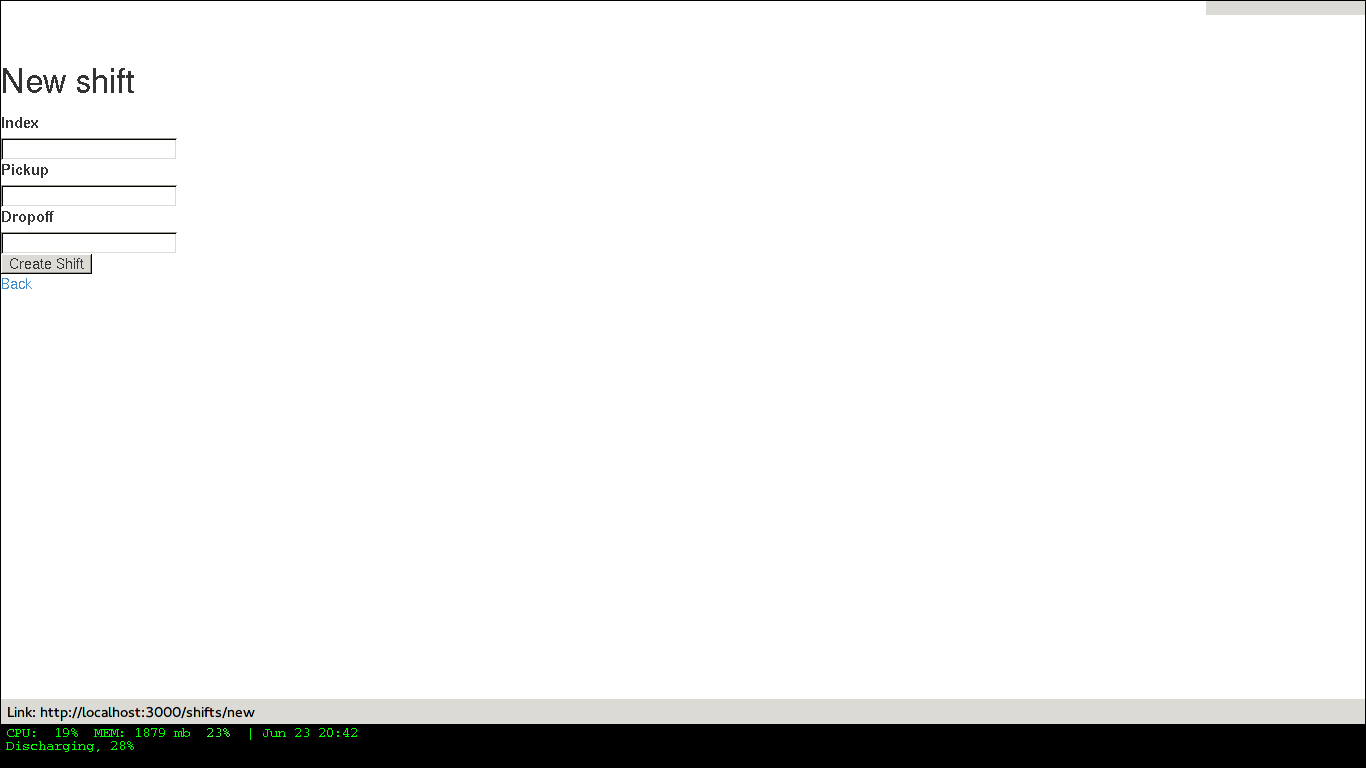 New shift
Index
Pickup
Dropoff
Create Shift
Back
Link: http://localhost:3000/shifts/new
CPU:  19%  MEM: 1879 mb  23%  | Jun 23 20:42
Discharging, 28%